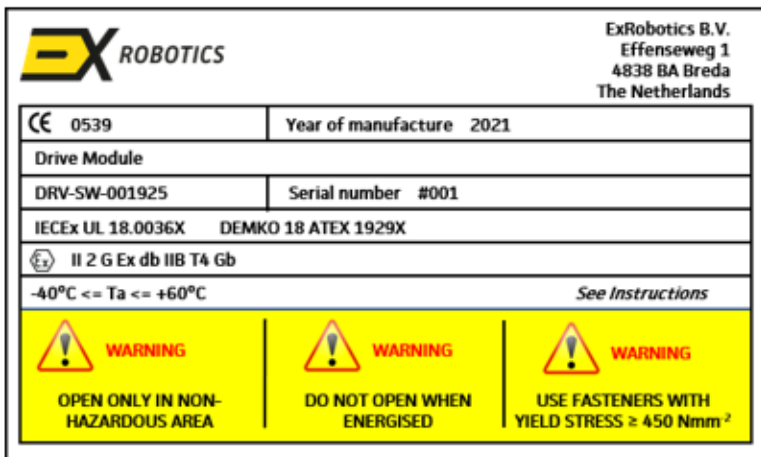 EX ROBOTICS
ExRobotics B.V.
Effenseweg 1
4838 BA Breda
The Netherlands
CE 0539 Year of manufacture 2021
Drive Module
DRV-SW-001925 Serial number #001
IECEx UL 18.0036X DEMKO 18 ATEX 1929X
Ex II 2 G Ex db IIB T4 Gb
-40°C <= Ta <= +60°C See Instructions
WARNING WARNING WARNING
OPEN ONLY IN NON- DO NOT OPEN WHEN USE FASTENERS WITH
HAZARDOUS AREA ENERGISED YIELD STRESS ≥ 450 Nmm⁻²